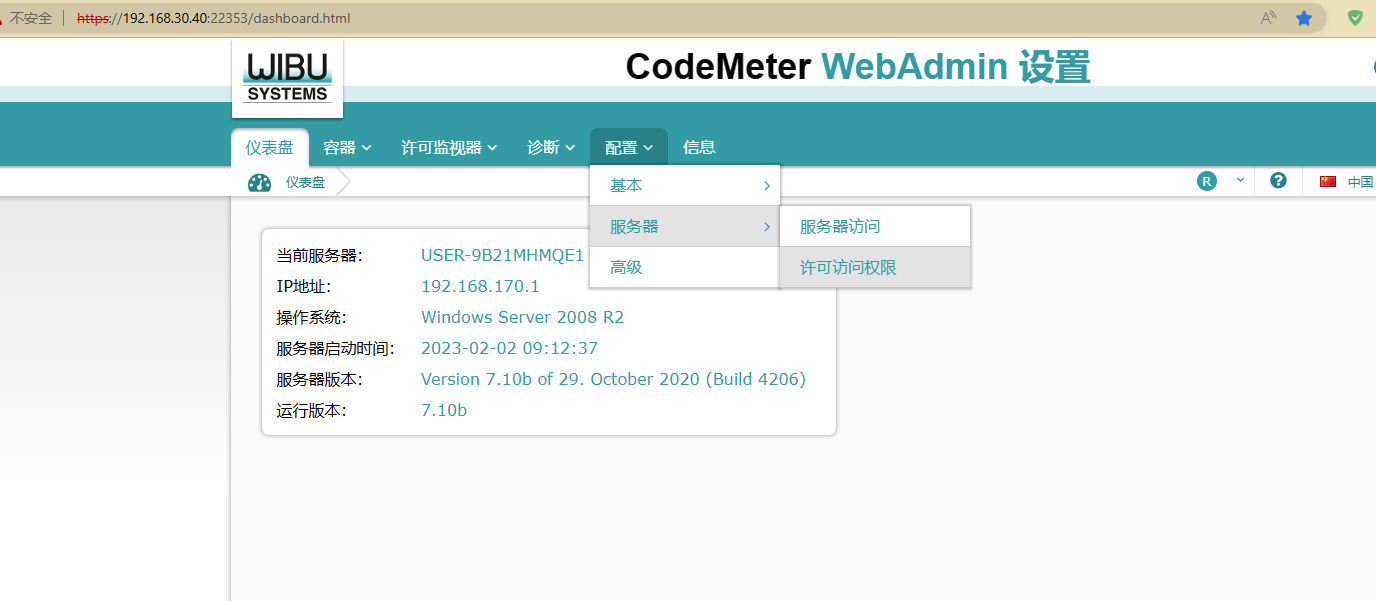 不安全 https://192.168.30.40:22353/dashboard.html A
WIBU
SYSTEMS
CodeMeter WebAdmin 设置
仪表盘 容器 许可监视器 诊断 配置 信息
仪表盘 R ? 中国
基本
服务器 服务器访问
高级 许可访问权限
当前服务器: USER-9B21MHMQE1
IP地址: 192.168.170.1
操作系统: Windows Server 2008 R2
服务器启动时间: 2023-02-02 09:12:37
服务器版本: Version 7.10b of 29. October 2020 (Build 4206)
运行版本: 7.10b